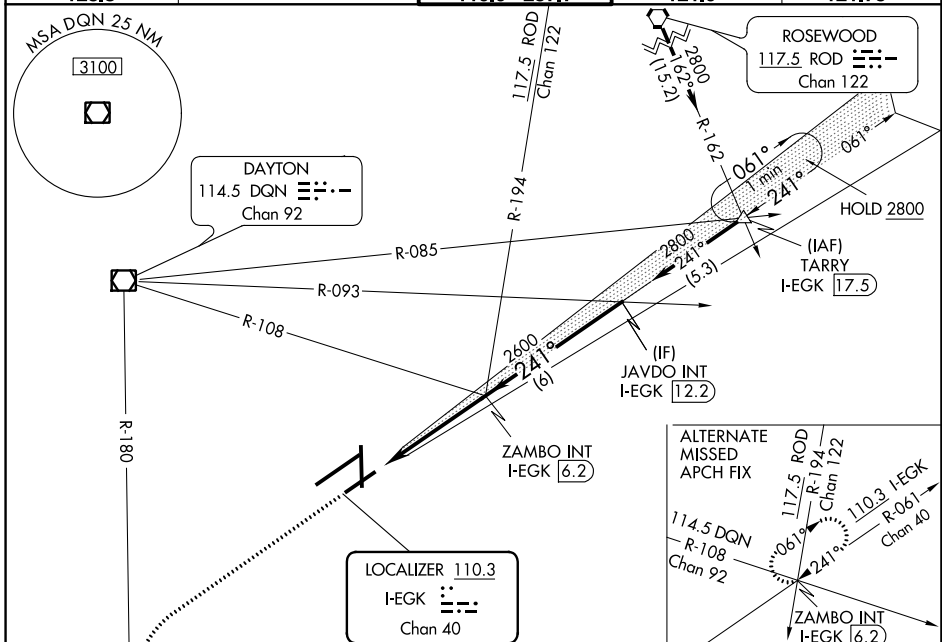 MSA DQN 25 NM
3100
117.5 ROD
Chan 122
R-194
2800
162°
(15.2)
R-162
ROSEWOOD
117.5 ROD
Chan 122
DAYTON
114.5 DQN
Chan 92
061°
1 min
241°
061°
HOLD 2800
(IAF)
TARRY
I-EGK 17.5
R-085
2800
241°
(5.3)
R-093
(IF)
JAVDO INT
I-EGK 12.2
R-108
2600
241°
(6)
ZAMBO INT
I-EGK 6.2
R-180
LOCALIZER 110.3
I-EGK
Chan 40
ALTERNATE
MISSED
APCH FIX
117.5 ROD
R-194
Chan 122
110.3 I-EGK
R-061
Chan 40
114.5 DQN
R-108
Chan 92
061°
241°
ZAMBO INT
I-EGK 6.2